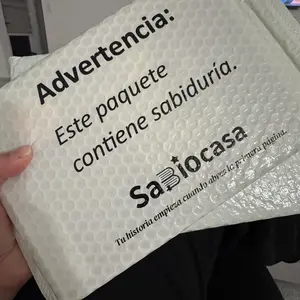 Advertencia:
Este paquete
contiene sabiduría.
Sabiocasa
Tu historia empieza cuando abres la primera página.